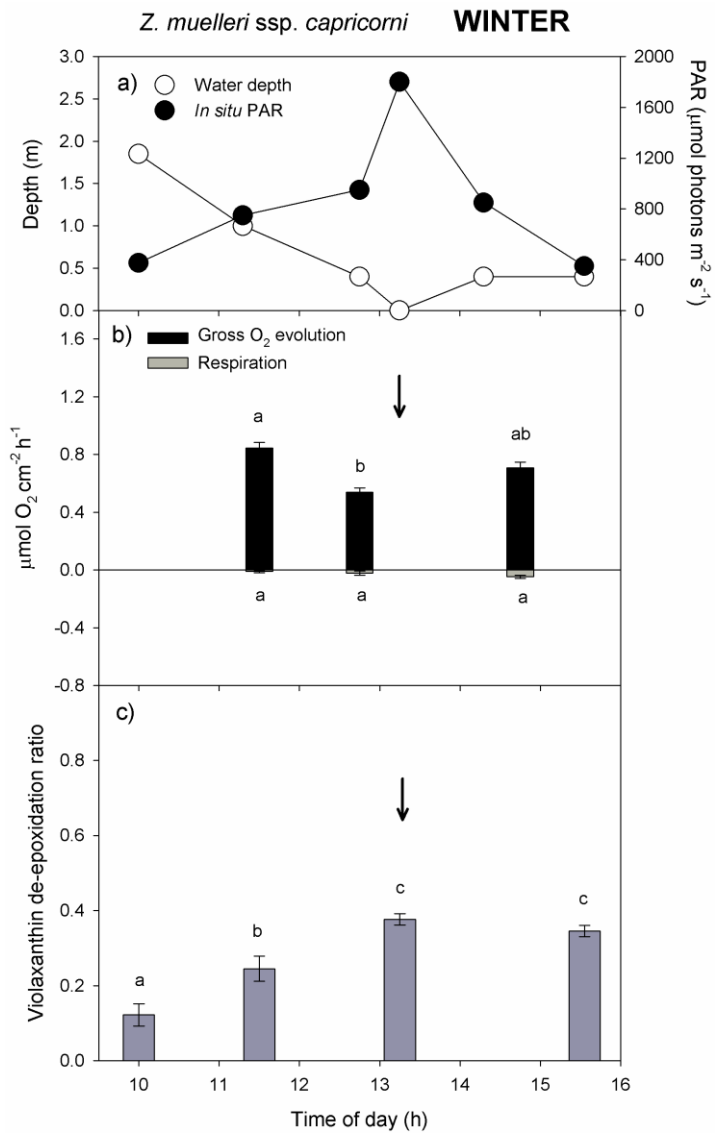 Z. muelleri ssp. capricorni WINTER
a)
Water depth
In situ PAR
3.0
2.5
2.0
1.5
1.0
0.5
0.0
Depth (m)
2000
1600
1200
800
400
0
PAR (μmol photons m⁻² s⁻¹)
b)
Gross O₂ evolution
Respiration
1.6
1.2
0.8
0.4
0.0
-0.4
-0.8
μmol O₂ cm⁻² h⁻¹
a
b
ab
a
a
a
c)
0.8
0.6
0.4
0.2
0.0
Violaxanthin de-epoxidation ratio
a
b
c
c
10 11 12 13 14 15 16
Time of day (h)